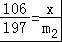 106/197 = x/m₂